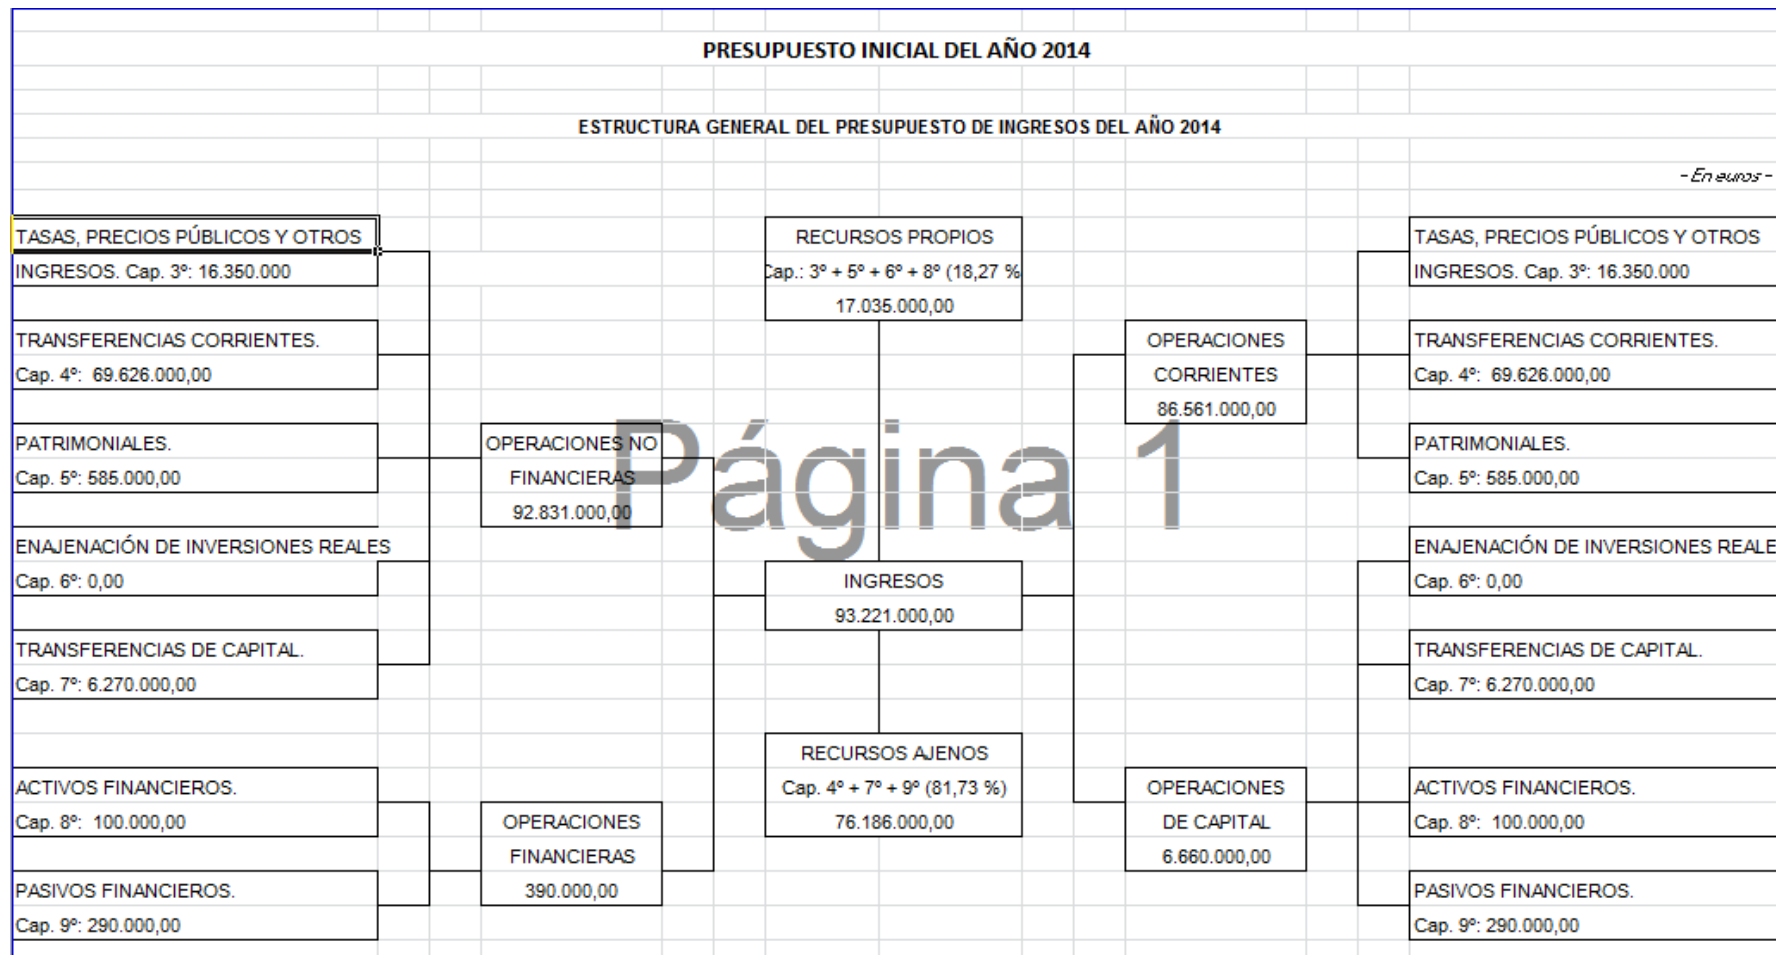 PRESUPUESTO INICIAL DEL AÑO 2014
ESTRUCTURA GENERAL DEL PRESUPUESTO DE INGRESOS DEL AÑO 2014
- En euros -
TASAS, PRECIOS PÚBLICOS Y OTROS
INGRESOS. Cap. 3º: 16.350.000
TRANSFERENCIAS CORRIENTES.
Cap. 4º: 69.626.000,00
PATRIMONIALES.
Cap. 5º: 585.000,00
ENAJENACIÓN DE INVERSIONES REALES
Cap. 6º: 0,00
TRANSFERENCIAS DE CAPITAL.
Cap. 7º: 6.270.000,00
ACTIVOS FINANCIEROS.
Cap. 8º: 100.000,00
PASIVOS FINANCIEROS.
Cap. 9º: 290.000,00
OPERACIONES NO
FINANCIERAS
92.831.000,00
OPERACIONES
FINANCIERAS
390.000,00
RECURSOS PROPIOS
Cap.: 3º + 5º + 6º + 8º (18,27 %
17.035.000,00
INGRESOS
93.221.000,00
RECURSOS AJENOS
Cap. 4º + 7º + 9º (81,73 %)
76.186.000,00
Página 1
OPERACIONES
CORRIENTES
86.561.000,00
OPERACIONES
DE CAPITAL
6.660.000,00
TASAS, PRECIOS PÚBLICOS Y OTROS
INGRESOS. Cap. 3º: 16.350.000
TRANSFERENCIAS CORRIENTES.
Cap. 4º: 69.626.000,00
PATRIMONIALES.
Cap. 5º: 585.000,00
ENAJENACIÓN DE INVERSIONES REALE
Cap. 6º: 0,00
TRANSFERENCIAS DE CAPITAL.
Cap. 7º: 6.270.000,00
ACTIVOS FINANCIEROS.
Cap. 8º: 100.000,00
PASIVOS FINANCIEROS.
Cap. 9º: 290.000,00